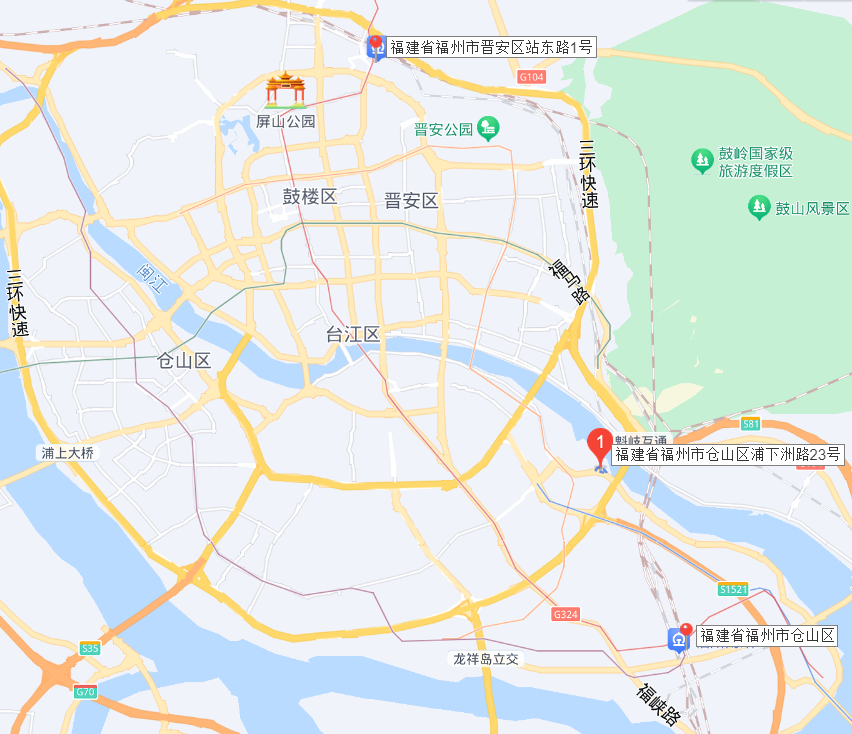 福建省福州市晋安区站东路1号
G104
屏山公园
晋安公园
三环快速
鼓岭国家级
旅游度假区
鼓楼区
晋安区
鼓山风景区
闽江
福马路
三环快速
台江区
仓山区
S81
魁岐互通
1
福建省福州市仓山区浦下洲路23号
浦上大桥
S1521
G324
福建省福州市仓山区
S35
龙祥岛立交
G70
福峡路